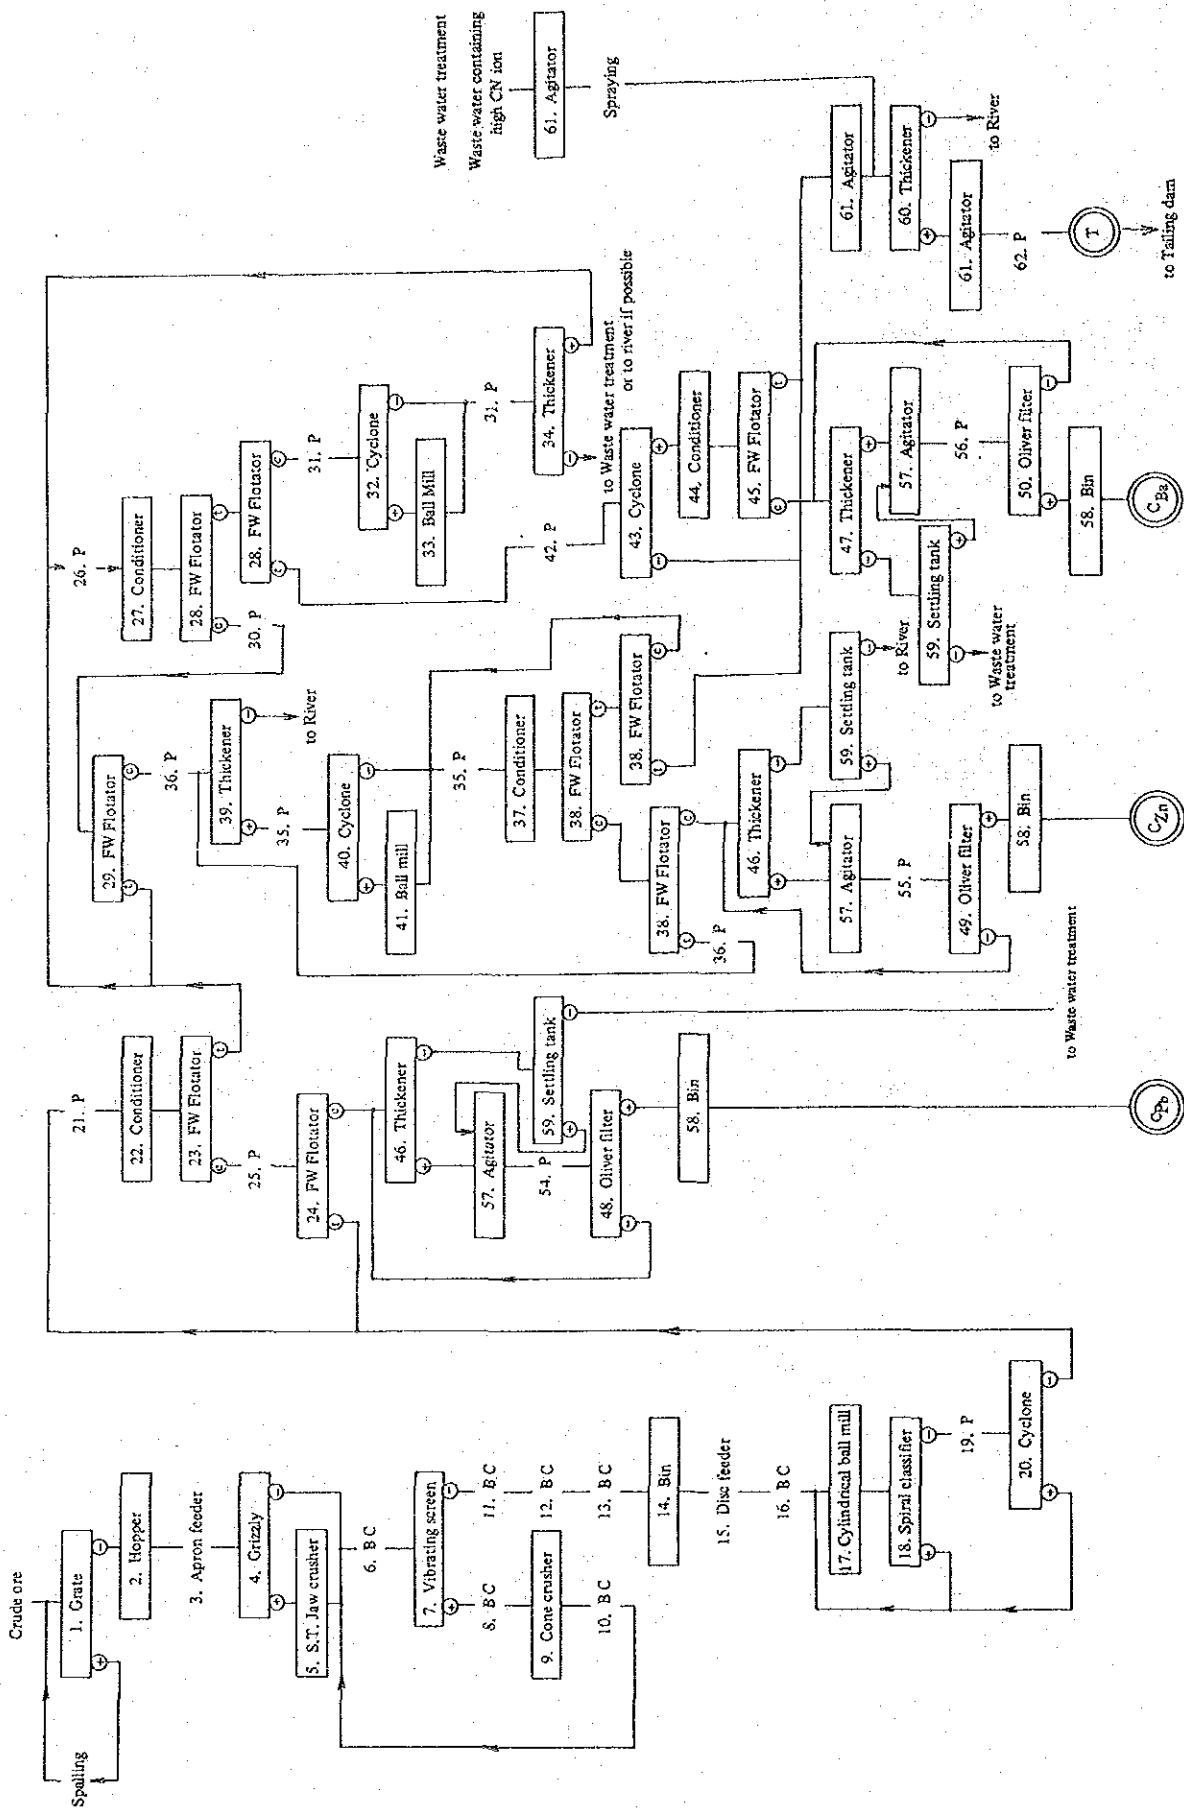 Crude ore
Spalling
1. Grate
2. Hopper
3. Apron feeder
4. Grizzly
5. S.T. Jaw crusher
6. B C
7. Vibrating screen
8. B C
9. Cone crusher
10. B C
11. B C
12. B C
13. B C
14. Bin
15. Disc feeder
16. B C
17. Cylindrical ball mill
18. Spiral classifier
19. P
20. Cyclone
21. P
22. Conditioner
23. FW Flotator
25. P
24. FW Flotator
46. Thickener
57. Agitator
59. Settling tank
54. P
48. Oliver filter
58. Bin
to Waste water treatment
CPb
29. FW Flotator
36. P
39. Thickener
to River
35. P
40. Cyclone
41. Ball mill
35. P
37. Conditioner
38. FW Flotator
38. FW Flotator
38. FW Flotator
36. P
46. Thickener
59. Settling tank
to River
57. Agitator
55. P
49. Oliver filter
58. Bin
CZn
26. P
27. Conditioner
28. FW Flotator
30. P
28. FW Flotator
31. P
32. Cyclone
33. Ball Mill
31. P
34. Thickener
to Waste water treatment
or to river if possible
42. P
43. Cyclone
44. Conditioner
45. FW Flotator
47. Thickener
57. Agitator
59. Settling tank
to Waste water
treatment
56. P
50. Oliver filter
58. Bin
CBa
Waste water treatment
Waste water containing
high CN ion
61. Agitator
Spraying
61. Agitator
60. Thickener
to River
61. Agitator
62. P
T
to Tailing dam